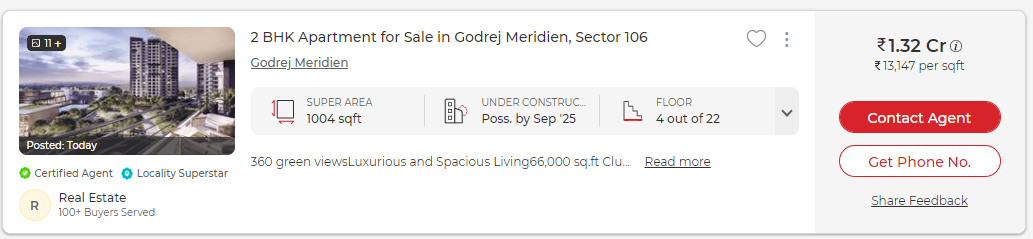 11 +
Posted: Today
Certified Agent Locality Superstar
R
Real Estate
100+ Buyers Served
2 BHK Apartment for Sale in Godrej Meridien, Sector 106
Godrej Meridien
SUPER AREA
1004 sqft
UNDER CONSTRUC...
Poss. by Sep '25
FLOOR
4 out of 22
360 green viewsLuxurious and Spacious Living66,000 sq.ft Clu... Read more
₹1.32 Cr i
₹13,147 per sqft
Contact Agent
Get Phone No.
Share Feedback